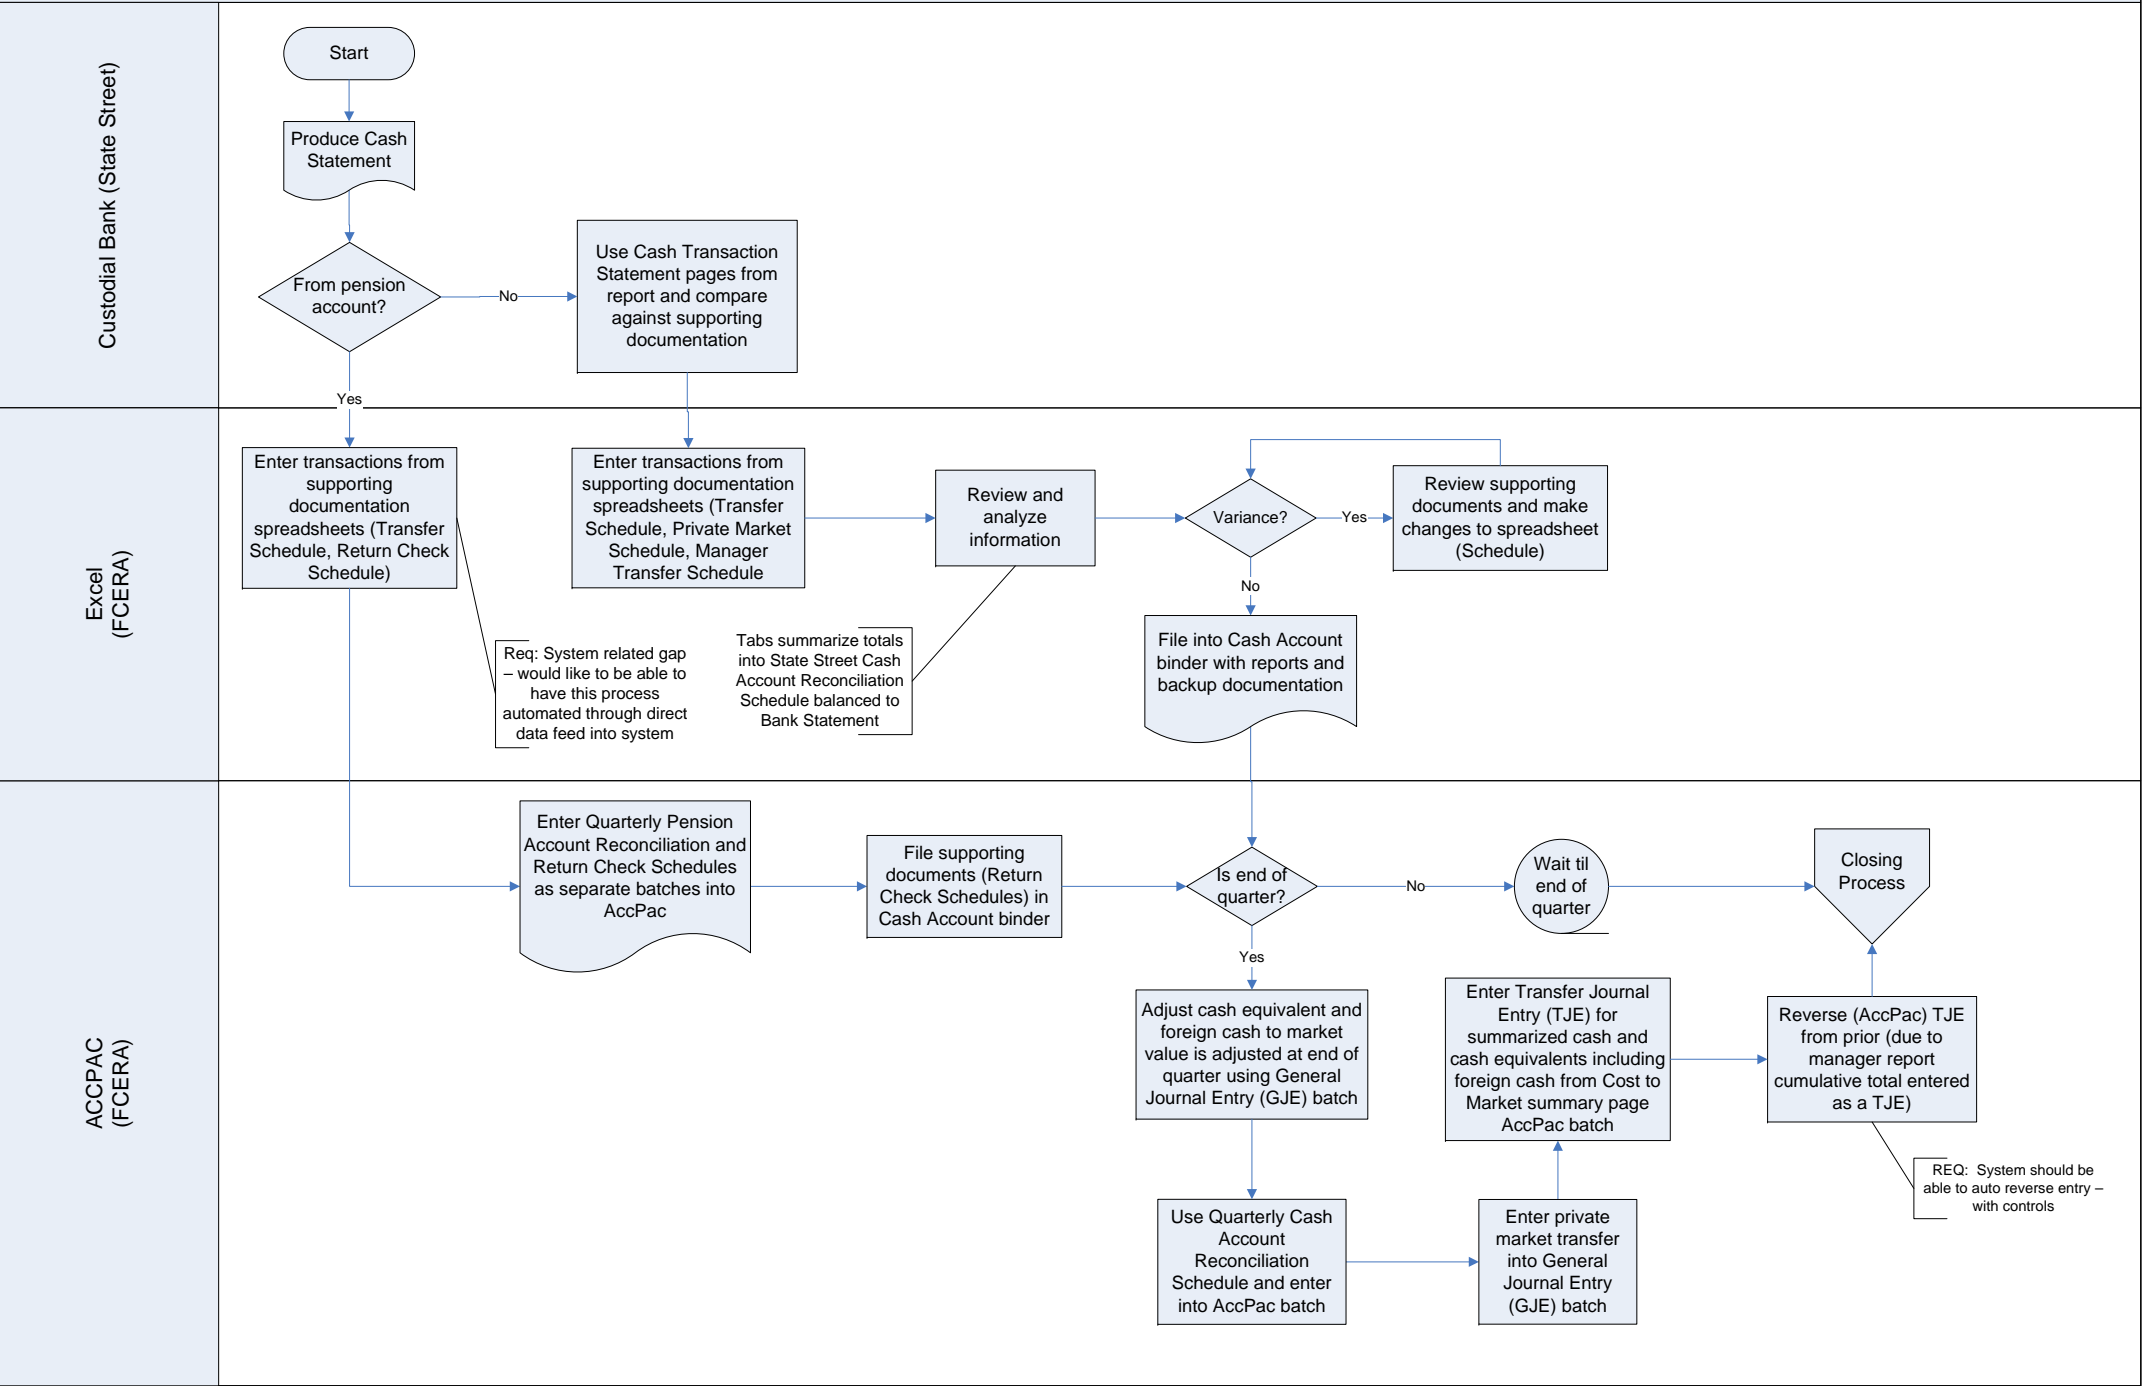 Custodial Bank (State Street)
Start
Produce Cash
Statement
From pension
account?
No
Yes
Use Cash Transaction
Statement pages from
report and compare
against supporting
documentation
Excel
(FCERA)
Enter transactions from
supporting
documentation
spreadsheets (Transfer
Schedule, Return Check
Schedule)
Req: System related gap
– would like to be able to
have this process
automated through direct
data feed into system
Enter transactions from
supporting documentation
spreadsheets (Transfer
Schedule, Private Market
Schedule, Manager
Transfer Schedule
Tabs summarize totals
into State Street Cash
Account Reconciliation
Schedule balanced to
Bank Statement
Review and
analyze
information
Variance?
Yes
No
Review supporting
documents and make
changes to spreadsheet
(Schedule)
File into Cash Account
binder with reports and
backup documentation
ACCPAC
(FCERA)
Enter Quarterly Pension
Account Reconciliation and
Return Check Schedules
as separate batches into
AccPac
File supporting
documents (Return
Check Schedules) in
Cash Account binder
Is end of
quarter?
No
Yes
Wait til
end of
quarter
Closing
Process
Adjust cash equivalent and
foreign cash to market
value is adjusted at end of
quarter using General
Journal Entry (GJE) batch
Use Quarterly Cash
Account
Reconciliation
Schedule and enter
into AccPac batch
Enter private
market transfer
into General
Journal Entry
(GJE) batch
Enter Transfer Journal
Entry (TJE) for
summarized cash and
cash equivalents including
foreign cash from Cost to
Market summary page
AccPac batch
Reverse (AccPac) TJE
from prior (due to
manager report
cumulative total entered
as a TJE)
REQ:  System should be
able to auto reverse entry –
with controls